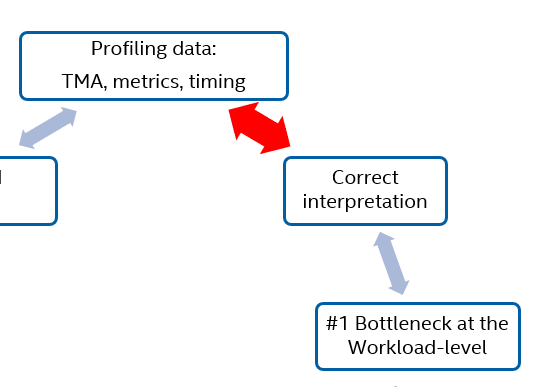 Profiling data:
TMA, metrics, timing
Correct
interpretation
#1 Bottleneck at the
Workload-level